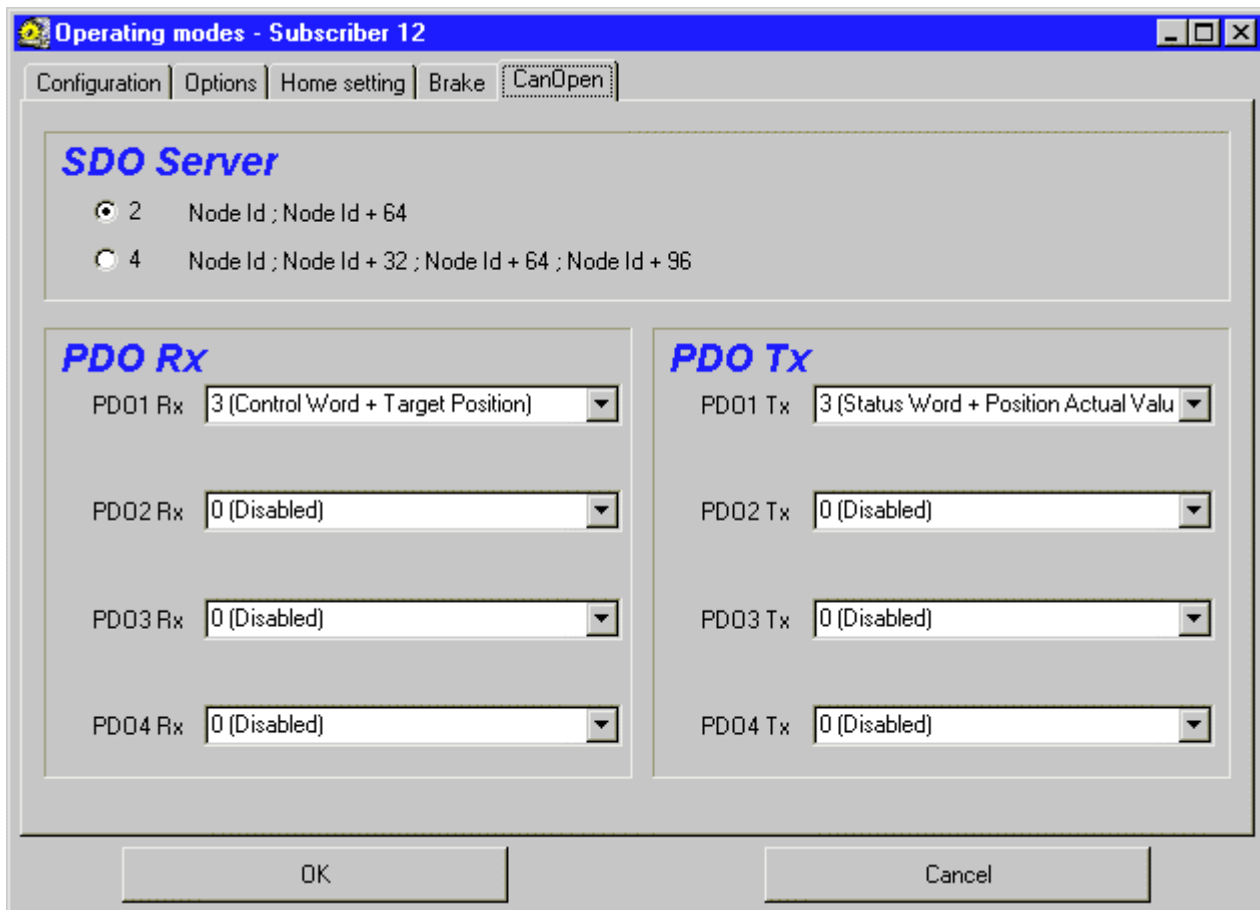 Operating modes - Subscriber 12
Configuration Options Home setting Brake CanOpen
SDO Server
2 Node Id ; Node Id + 64
4 Node Id ; Node Id + 32 ; Node Id + 64 ; Node Id + 96
PDO Rx
PDO1 Rx 3 (Control Word + Target Position)
PDO2 Rx 0 (Disabled)
PDO3 Rx 0 (Disabled)
PDO4 Rx 0 (Disabled)
PDO Tx
PDO1 Tx 3 (Status Word + Position Actual Valu
PDO2 Tx 0 (Disabled)
PDO3 Tx 0 (Disabled)
PDO4 Tx 0 (Disabled)
OK Cancel